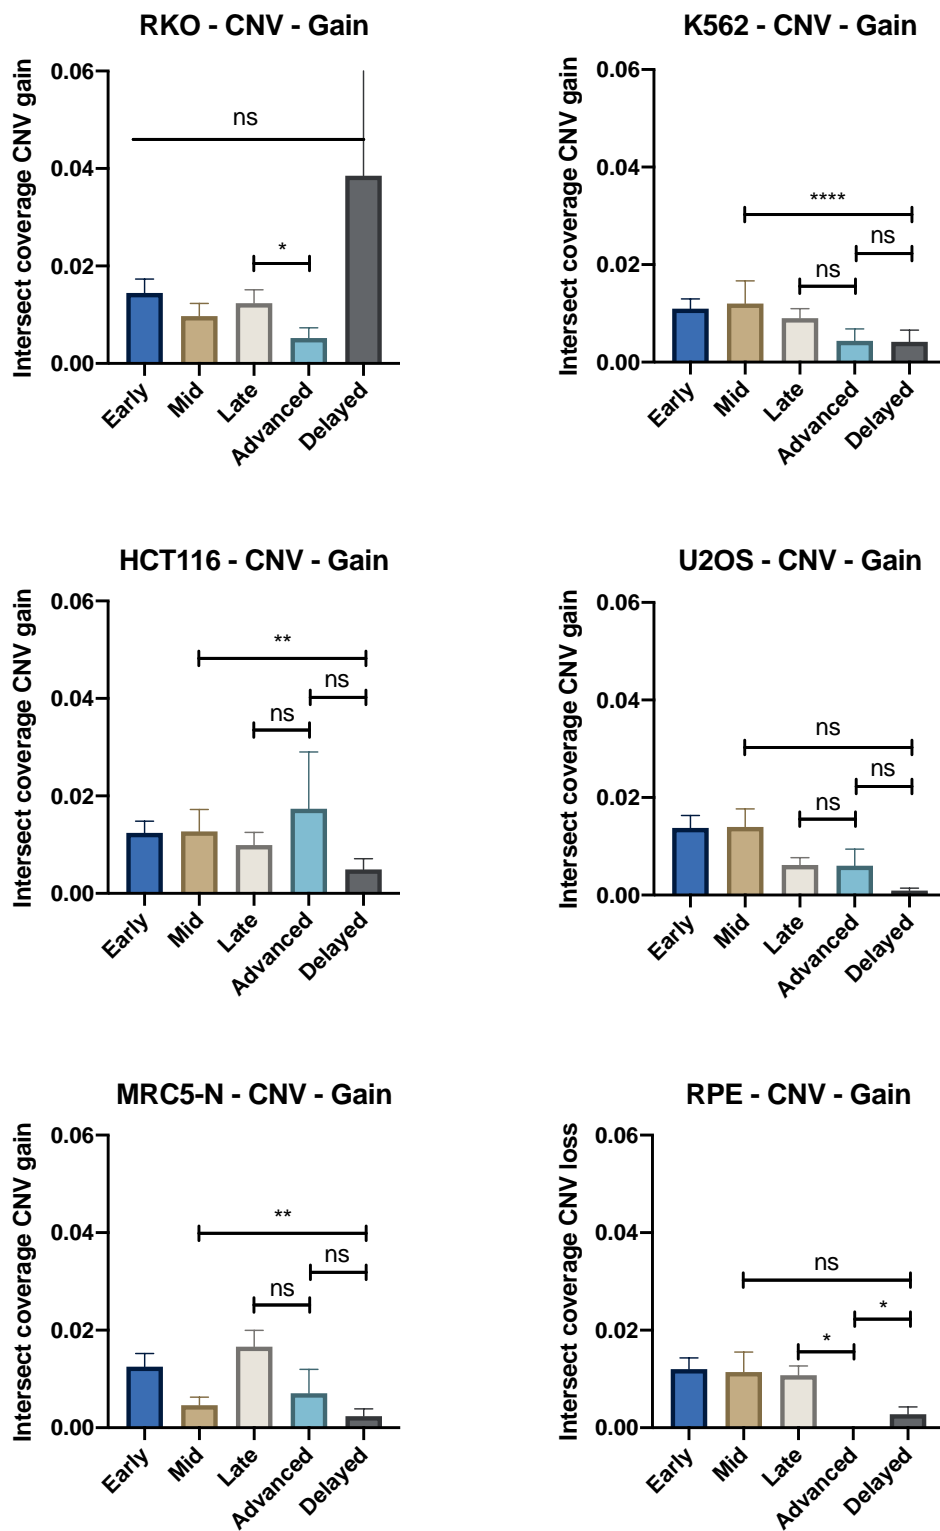 RKO - CNV - Gain
Intersect coverage CNV gain
0.06
0.04
0.02
0.00
ns
*
Early
Mid
Late
Advanced
Delayed
K562 - CNV - Gain
Intersect coverage CNV gain
0.06
0.04
0.02
0.00
****
ns
ns
Early
Mid
Late
Advanced
Delayed
HCT116 - CNV - Gain
Intersect coverage CNV gain
0.06
0.04
0.02
0.00
**
ns
ns
Early
Mid
Late
Advanced
Delayed
U2OS - CNV - Gain
Intersect coverage CNV gain
0.06
0.04
0.02
0.00
ns
ns
ns
Early
Mid
Late
Advanced
Delayed
MRC5-N - CNV - Gain
Intersect coverage CNV gain
0.06
0.04
0.02
0.00
**
ns
ns
Early
Mid
Late
Advanced
Delayed
RPE - CNV - Gain
Intersect coverage CNV loss
0.06
0.04
0.02
0.00
ns
*
*
Early
Mid
Late
Advanced
Delayed